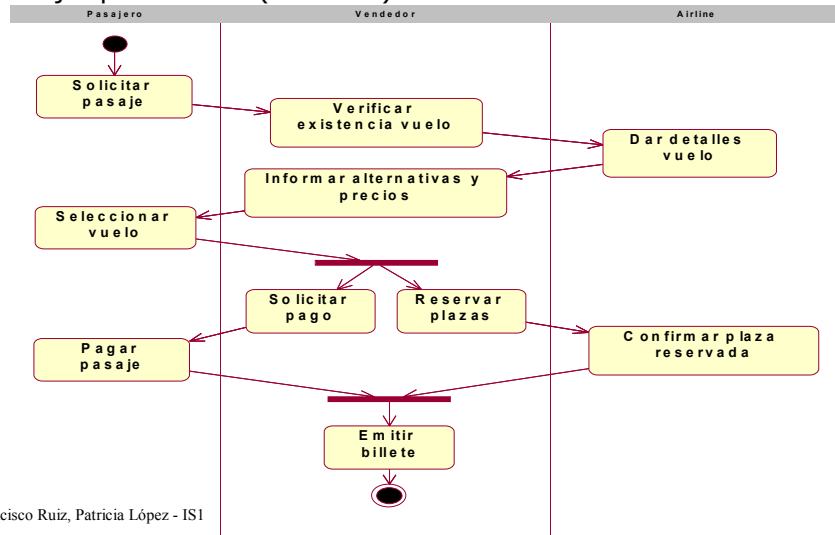 Pasajero
Vendedor
Airline
Solicitar
pasaje
Verificar
existencia vuelo
Dar detalles
vuelo
Informar alternativas y
precios
Seleccionar
vuelo
Solicitar
pago
Reservar
plazas
Pagar
pasaje
Confirmar plaza
reservada
Emitir
billete
cisco Ruiz, Patricia López - IS1